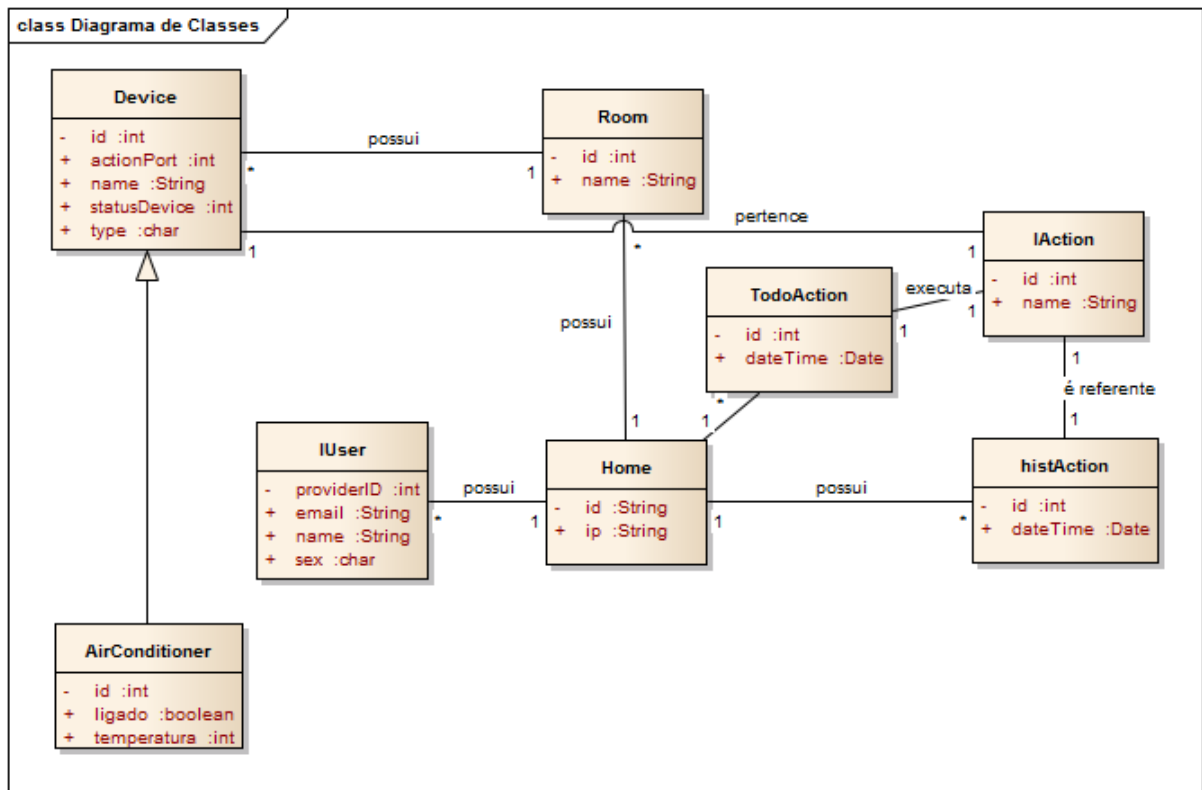 class Diagrama de Classes
Device
- id :int
+ actionPort :int
+ name :String
+ statusDevice :int
+ type :char
possui
*
1
Room
- id :int
+ name :String
pertence
1
1
IAction
- id :int
+ name :String
TodoAction
- id :int
+ dateTime :Date
executa
1
1
possui
*
1
*
1
é referente
1
1
IUser
- providerID :int
+ email :String
+ name :String
+ sex :char
possui
*
1
Home
- id :String
+ ip :String
possui
1
*
histAction
- id :int
+ dateTime :Date
AirConditioner
- id :int
+ ligado :boolean
+ temperatura :int